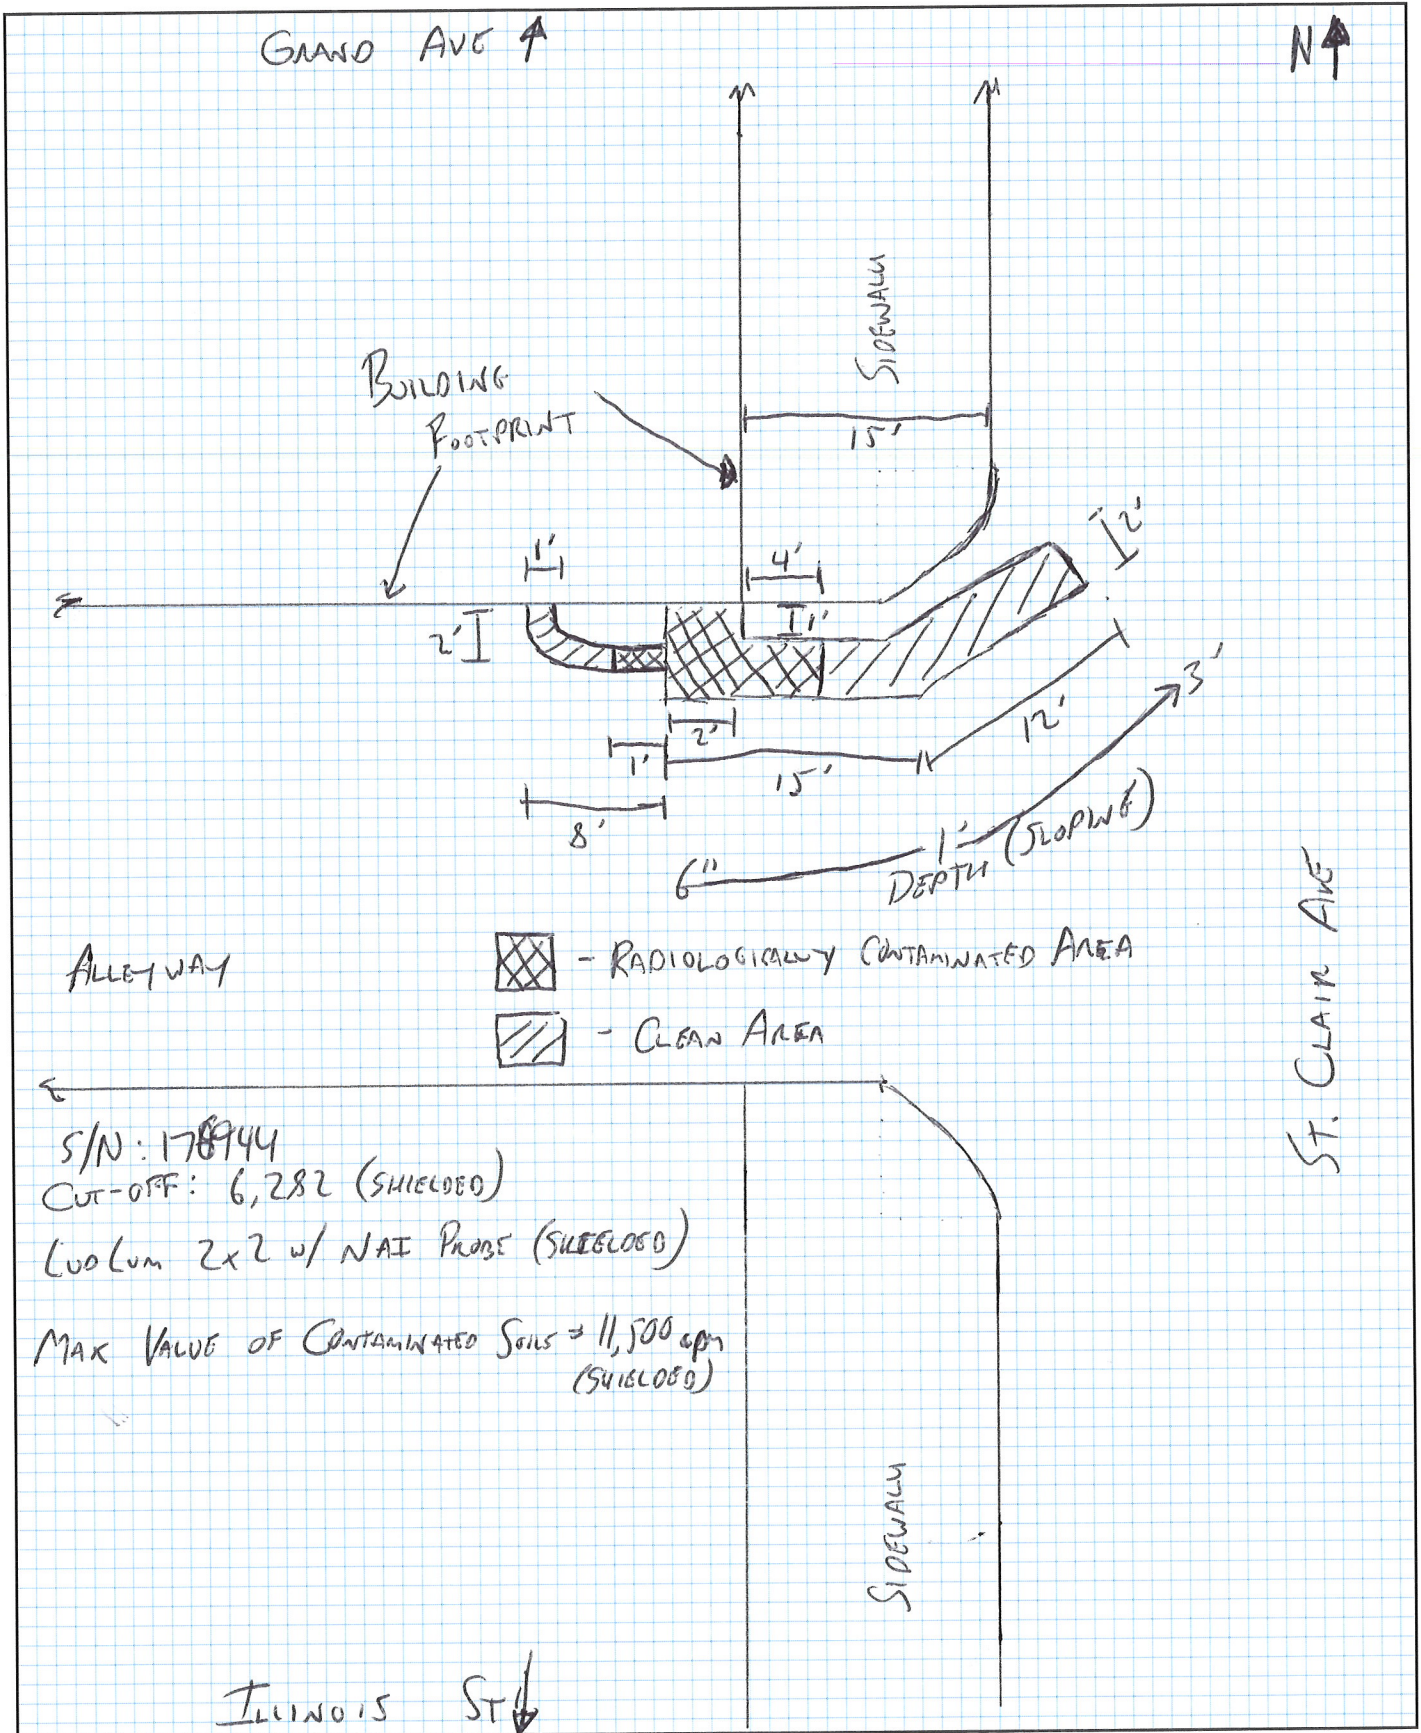 GRAND AVE
N
SIDEWALK
BUILDING
FOOTPRINT
15'
2'
1'
4'
1'
2'
12'
3'
2'
1'
15'
8'
1'
(SLOPING)
6"
DEPTH
ST. CLAIR AVE
ALLEYWAY
- RADIOLOGICALLY CONTAMINATED AREA
- CLEAN AREA
CUT-OFF: 6,282 (SHIELDED)
LUDLUM 2x2 w/ NAI PROBE (SHIELDED)
MAX VALUE OF CONTAMINATED SOILS = 11,500 cpm
(SHIELDED)
SIDEWALK
ILLINOIS ST